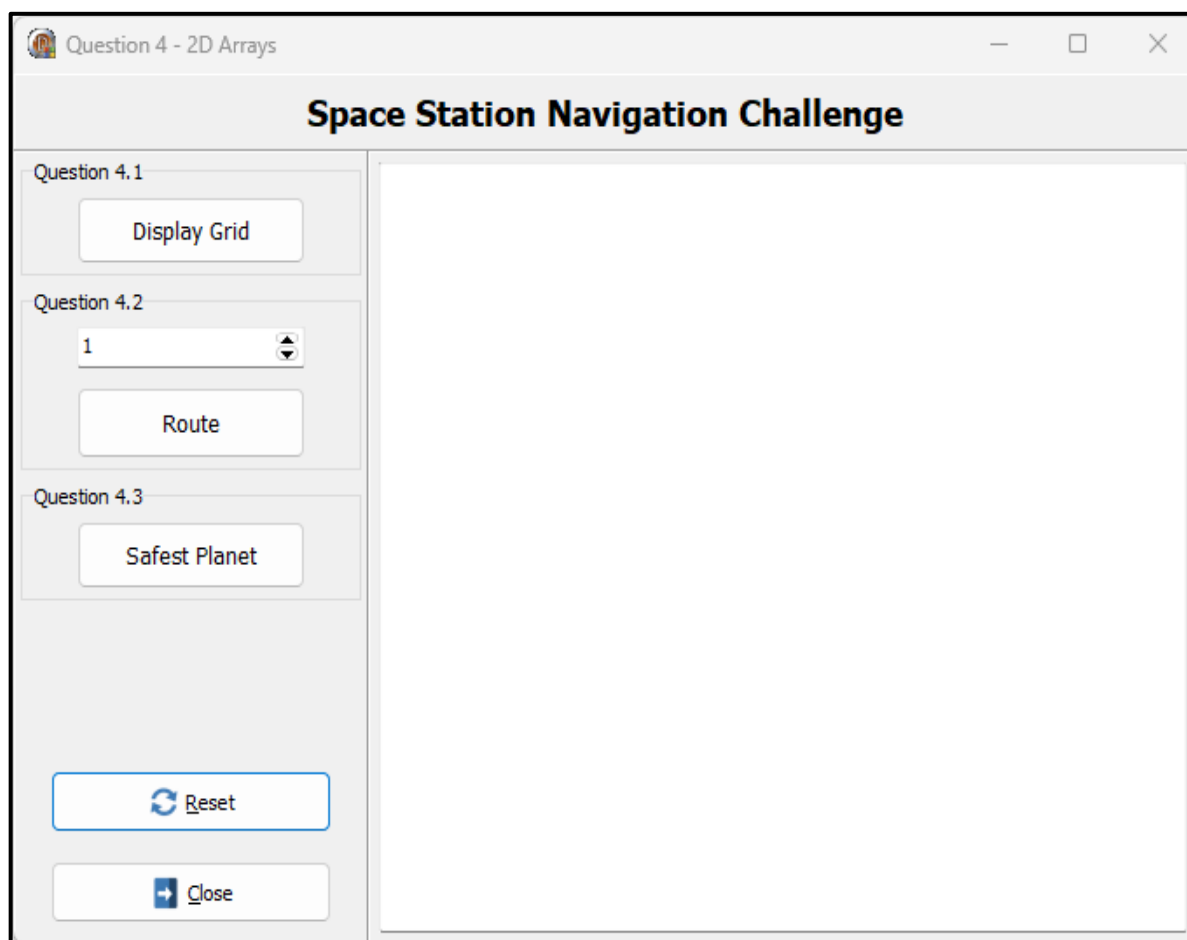 Question 4 - 2D Arrays
Space Station Navigation Challenge
Question 4.1
Display Grid
Question 4.2
1
Route
Question 4.3
Safest Planet
Reset
Close